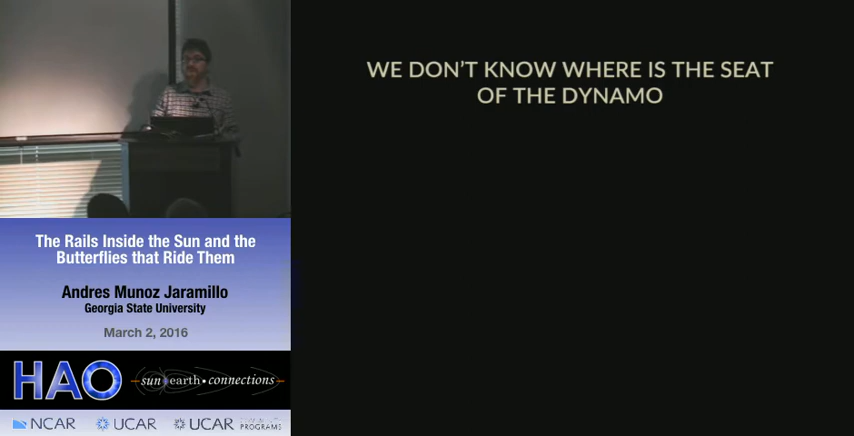 WE DON'T KNOW WHERE IS THE SEAT
OF THE DYNAMO
The Rails Inside the Sun and the
Butterflies that Ride Them
Andres Munoz Jaramillo
Georgia State University
March 2, 2016
HAO
sun earth • connections
NCAR
UCAR
UCAR
PROGRAMS